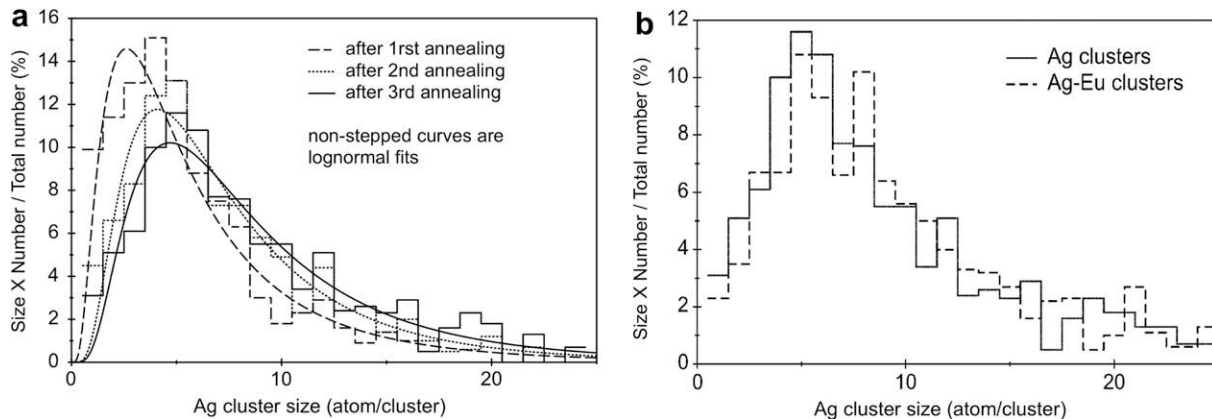 a
Size X Number / Total number (%)
16
14
12
10
8
6
4
2
0
after 1rst annealing
after 2nd annealing
after 3rd annealing
non-stepped curves are
lognormal fits
0
10
20
Ag cluster size (atom/cluster)
b
Size X Number / Total number (%)
12
10
8
6
4
2
0
Ag clusters
Ag-Eu clusters
0
10
20
Ag cluster size (atom/cluster)